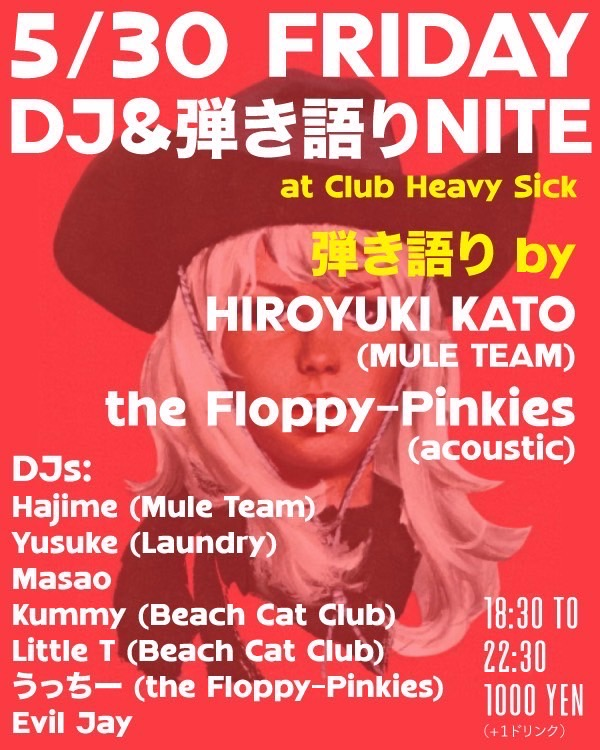 5/30 FRIDAY
DJ&弾き語りNITE
at Club Heavy Sick
弾き語り by
HIROYUKI KATO
(MULE TEAM)
the Floppy-Pinkies
(acoustic)
DJs:
Hajime (Mule Team)
Yusuke (Laundry)
Masao
Kummy (Beach Cat Club)
Little T (Beach Cat Club)
うっちー (the Floppy-Pinkies)
Evil Jay
18:30 TO
22:30
1000 YEN
(+1ドリンク)